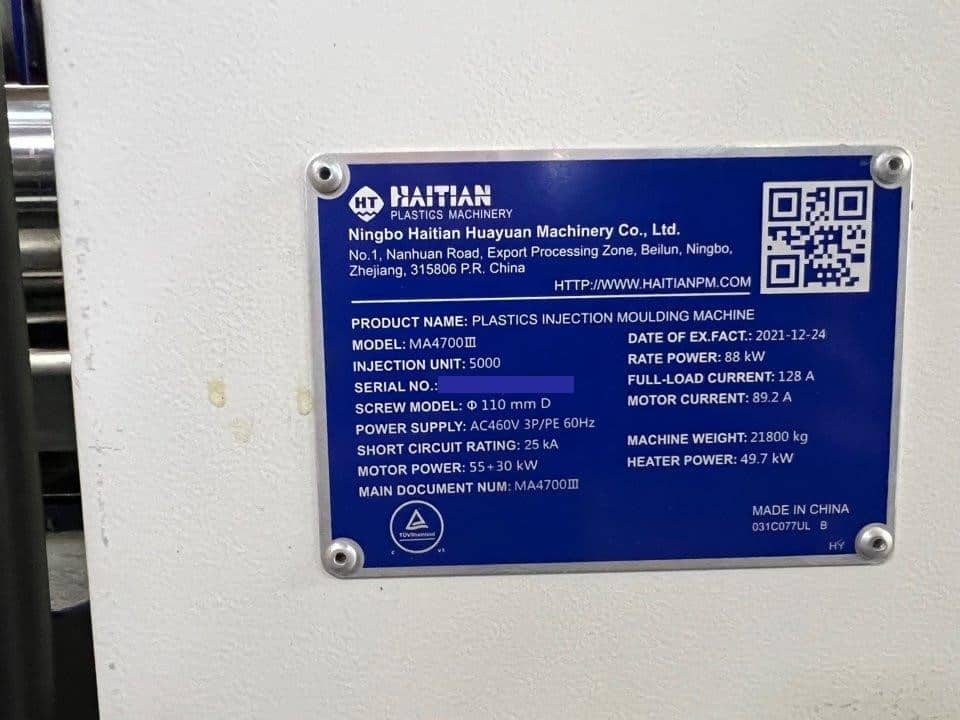 HT HAITIAN
PLASTICS MACHINERY
Ningbo Haitian Huayuan Machinery Co., Ltd.
No.1, Nanhuan Road, Export Processing Zone, Beilun, Ningbo,
Zhejiang, 315806 P.R. China
HTTP://WWW.HAITIANPM.COM
PRODUCT NAME: PLASTICS INJECTION MOULDING MACHINE
MODEL: MA4700Ⅲ
DATE OF EX.FACT.: 2021-12-24
INJECTION UNIT: 5000
RATE POWER: 88 kW
SERIAL NO.:
FULL-LOAD CURRENT: 128 A
SCREW MODEL: Φ 110 mm D
MOTOR CURRENT: 89.2 A
POWER SUPPLY: AC460V 3P/PE 60Hz
SHORT CIRCUIT RATING: 25 kA
MACHINE WEIGHT: 21800 kg
MOTOR POWER: 55+30 kW
HEATER POWER: 49.7 kW
MAIN DOCUMENT NUM: MA4700Ⅲ
TÜVRheinland
C US
MADE IN CHINA
031C077UL B
HY